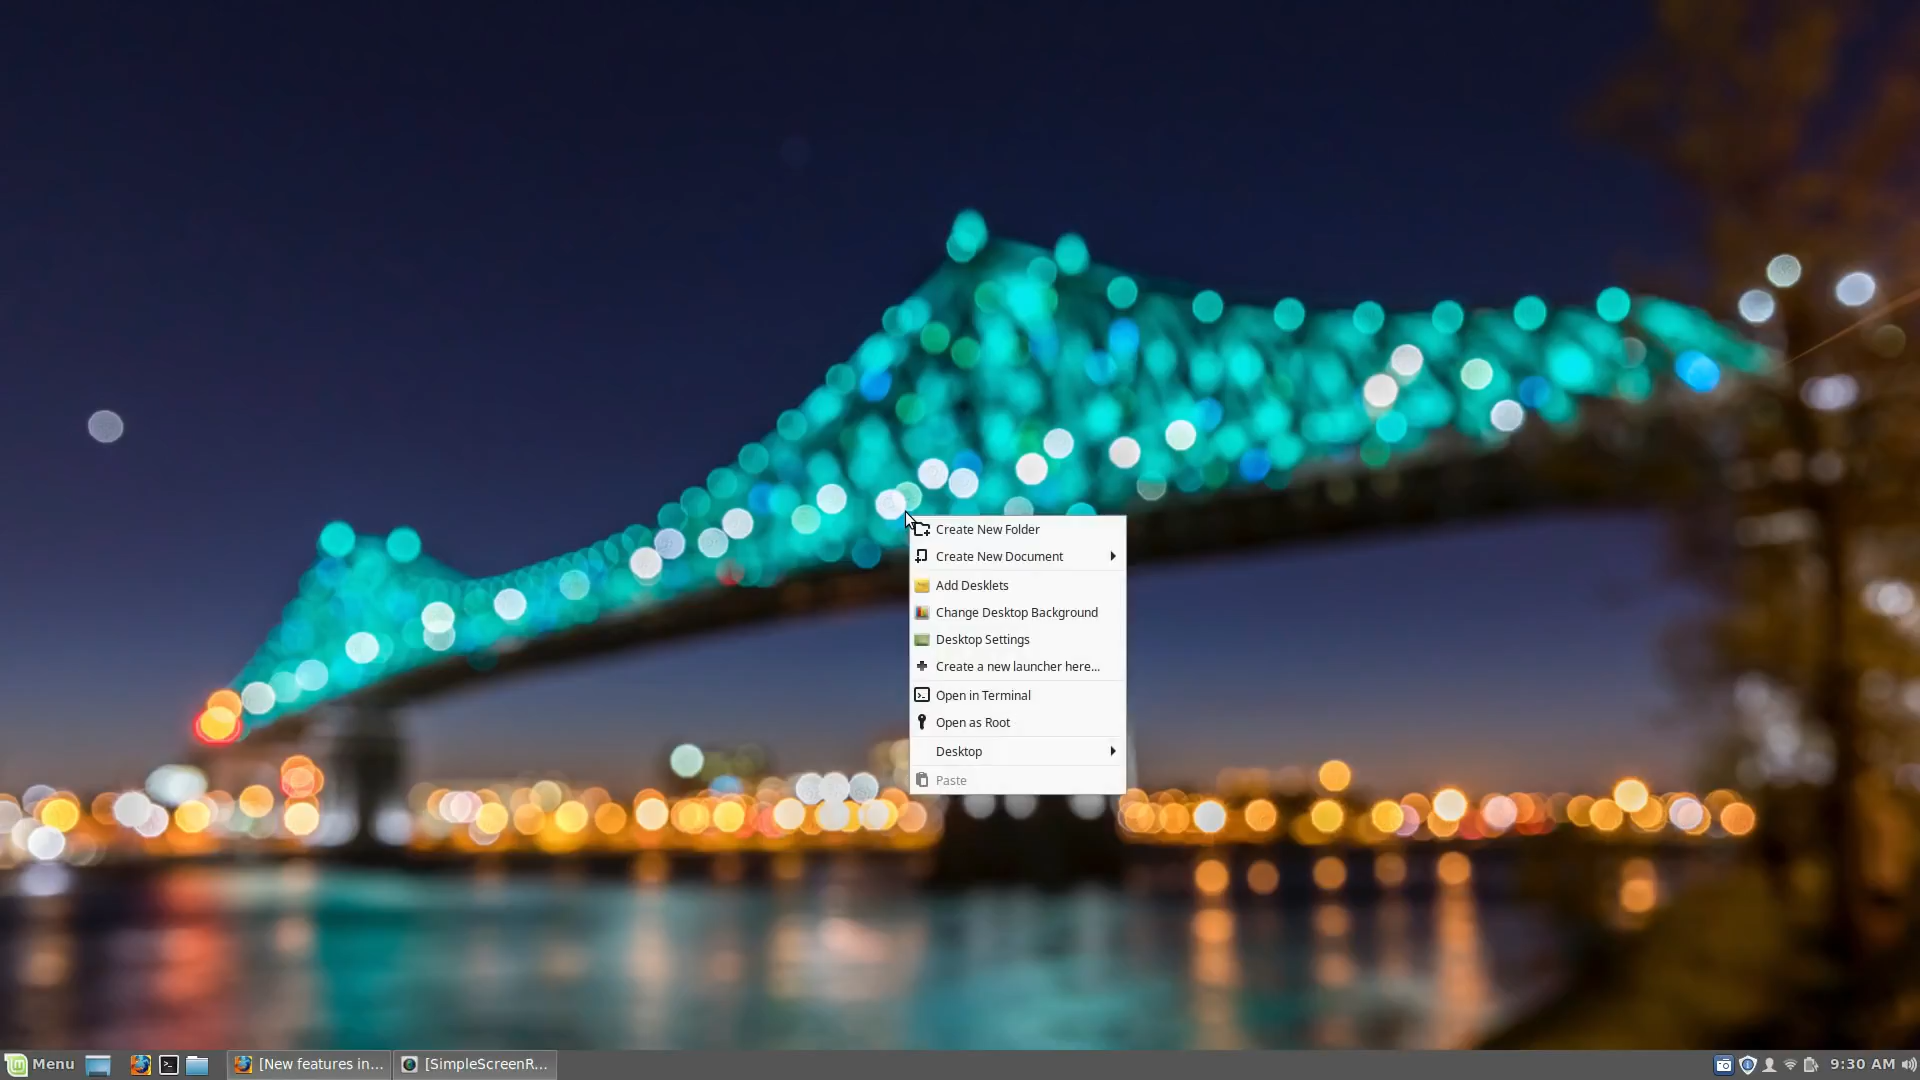 Create New Folder
Create New Document
Add Desklets
Change Desktop Background
Desktop Settings
Create a new launcher here...
Open in Terminal
Open as Root
Desktop
Paste
Menu
[New features in...
[SimpleScreenR...
9:30 AM